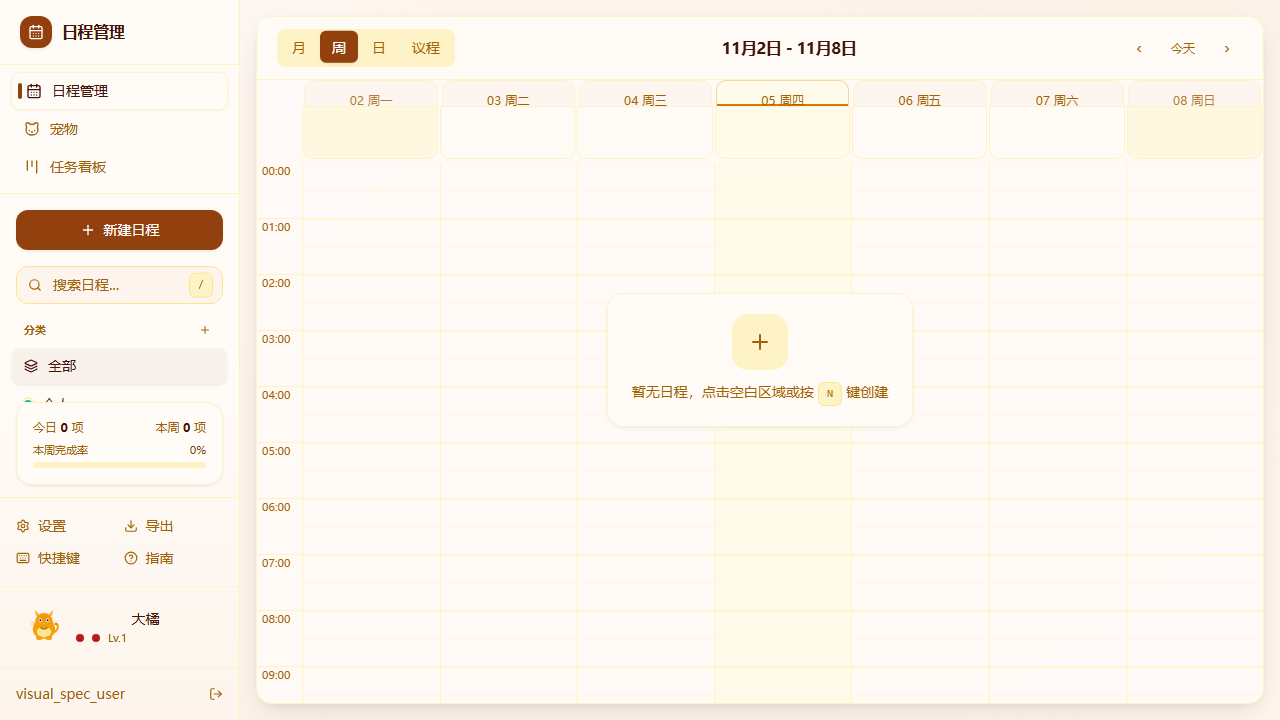 日程管理
日程管理
宠物
任务看板
新建日程
搜索日程... /
分类
全部
今日 0 项 本周 0 项
本周完成率 0%
设置 导出
快捷键 指南
大橘
Lv.1
visual_spec_user
月 周 日 议程
11月2日 - 11月8日
今天
02 周一 03 周二 04 周三 05 周四 06 周五 07 周六 08 周日
00:00
01:00
02:00
03:00
04:00
05:00
06:00
07:00
08:00
09:00
暂无日程，点击空白区域或按 N 键创建